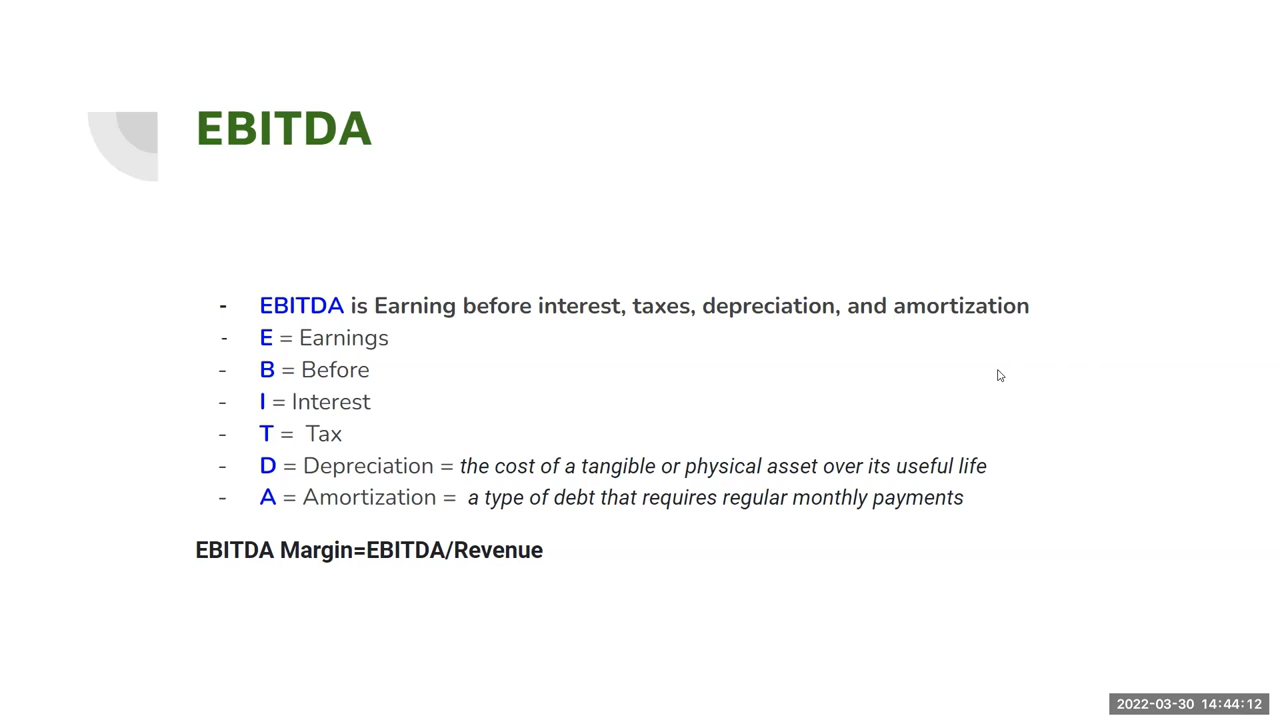 EBITDA
- EBITDA is Earning before interest, taxes, depreciation, and amortization
- E = Earnings
- B = Before
- I = Interest
- T = Tax
- D = Depreciation = the cost of a tangible or physical asset over its useful life
- A = Amortization = a type of debt that requires regular monthly payments
EBITDA Margin=EBITDA/Revenue
2022-03-30 14:44:12